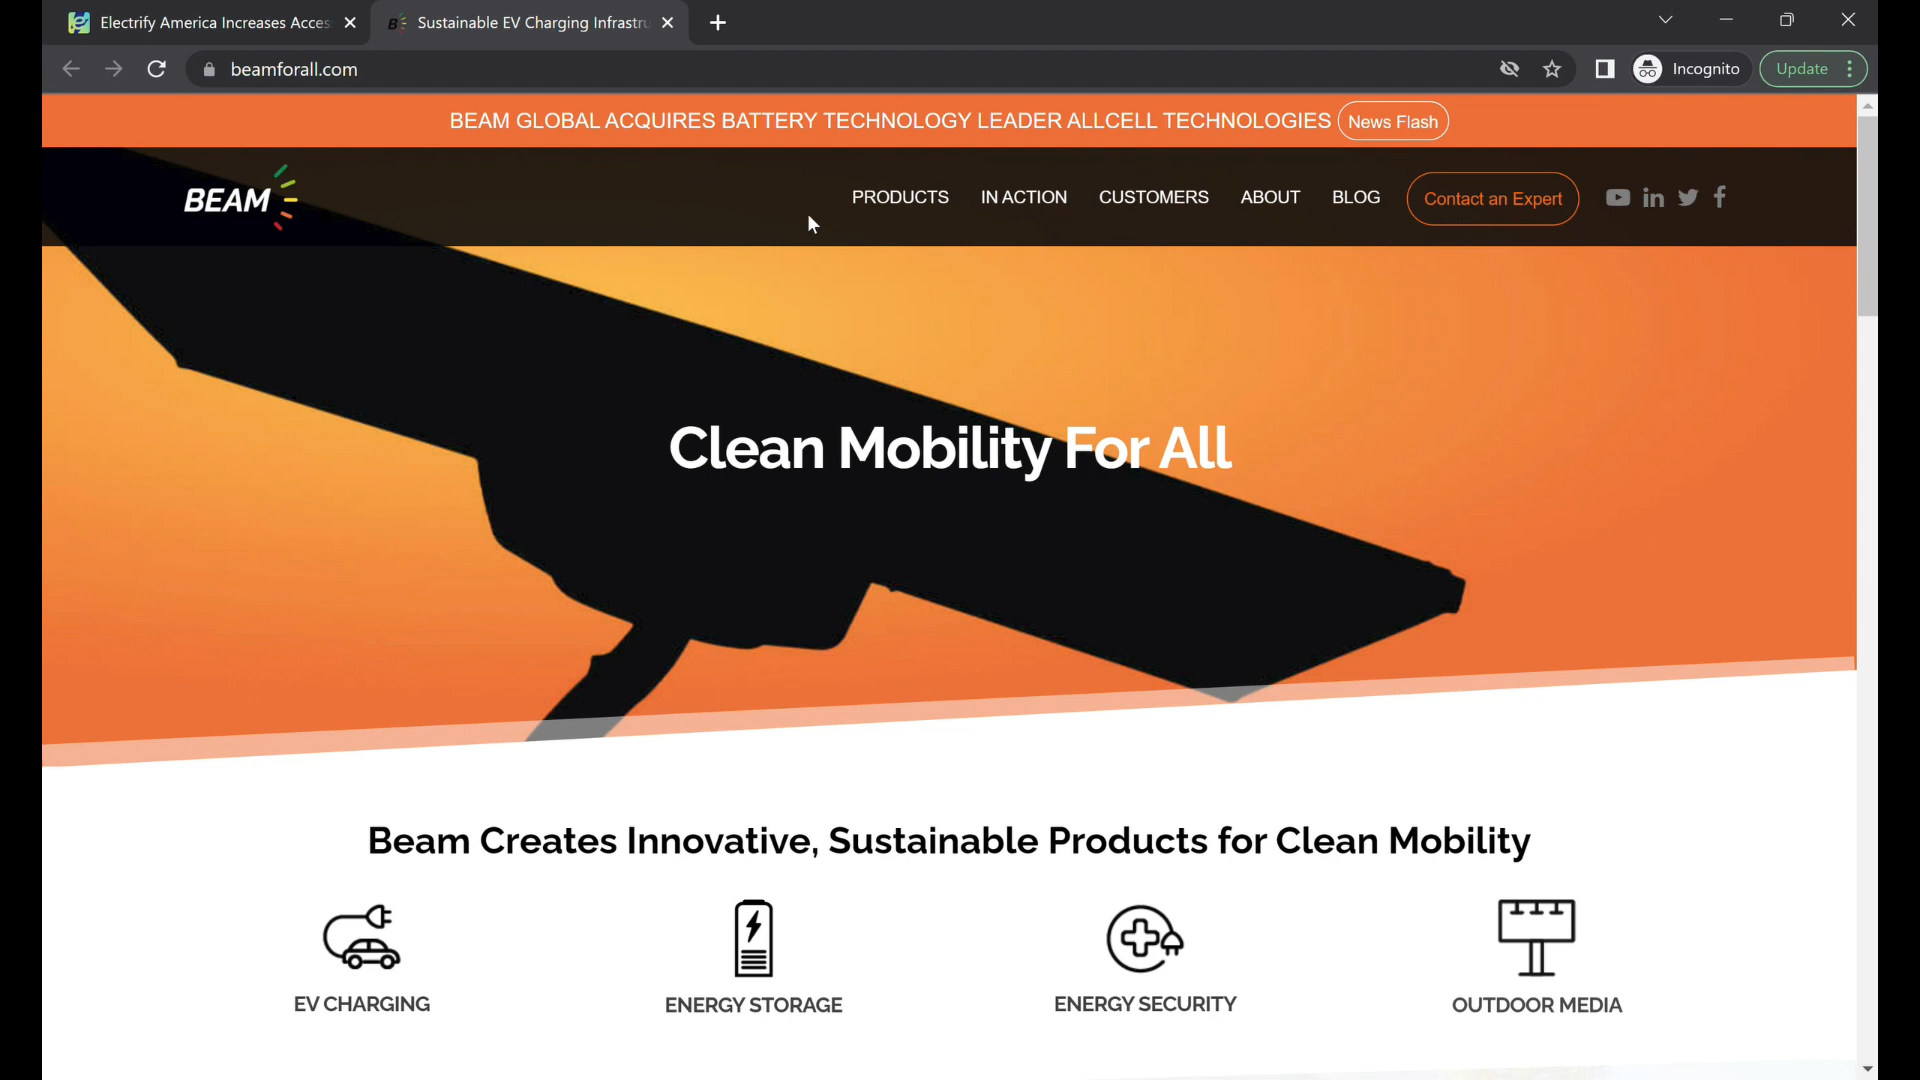 Electrify America Increases Acces
Sustainable EV Charging Infrastru
beamforall.com
Incognito
Update
BEAM GLOBAL ACQUIRES BATTERY TECHNOLOGY LEADER ALLCELL TECHNOLOGIES News Flash
BEAM
PRODUCTS IN ACTION CUSTOMERS ABOUT BLOG Contact an Expert
Clean Mobility For All
Beam Creates Innovative, Sustainable Products for Clean Mobility
EV CHARGING ENERGY STORAGE ENERGY SECURITY OUTDOOR MEDIA